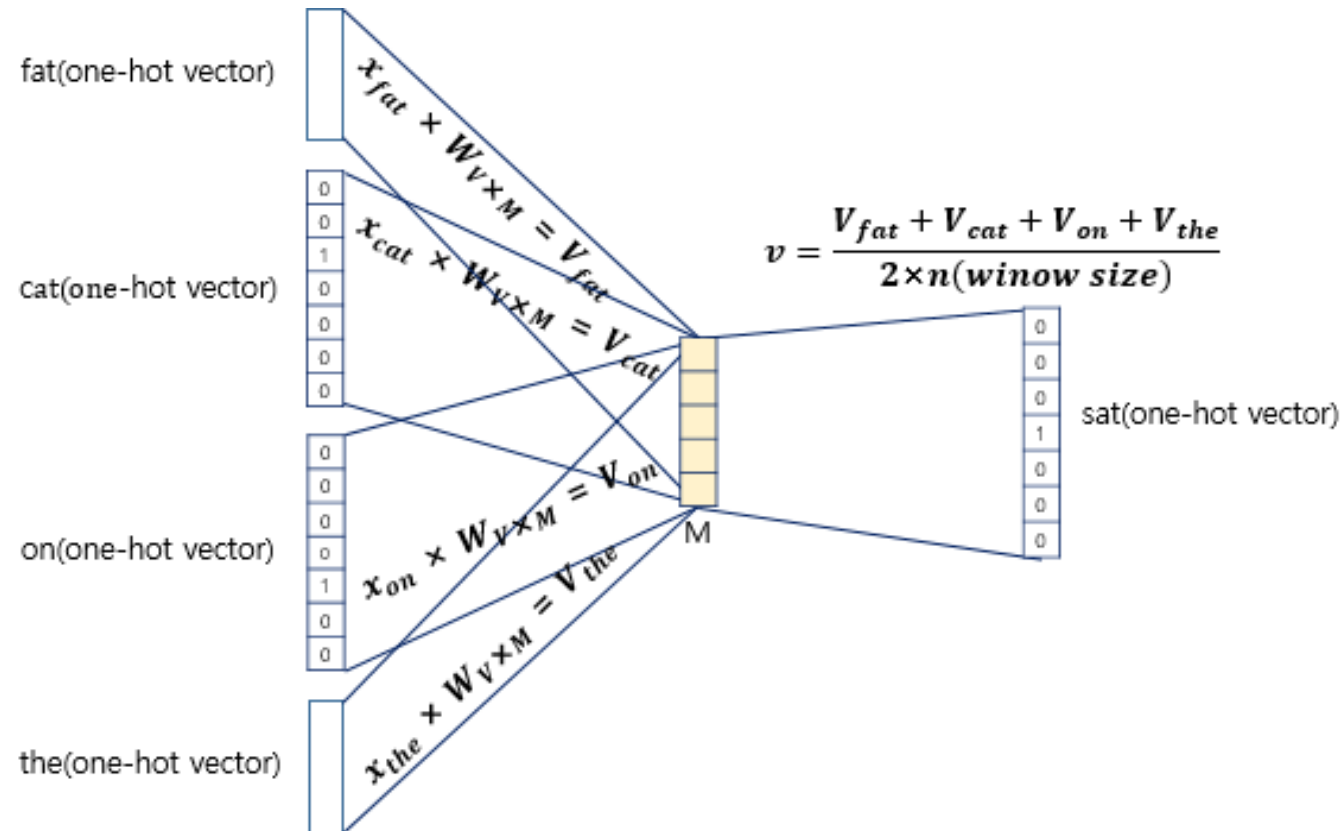 fat(one-hot vector)
x_fat × W_V×M = V_fat
0
0
1
0
0
0
0
cat(one-hot vector)
x_cat × W_V×M = V_cat
v = (V_fat + V_cat + V_on + V_the) / (2×n(winow size))
0
0
0
0
1
0
0
on(one-hot vector)
x_on × W_V×M = V_on
the(one-hot vector)
x_the × W_V×M = V_the
M
0
0
0
1
0
0
0
sat(one-hot vector)